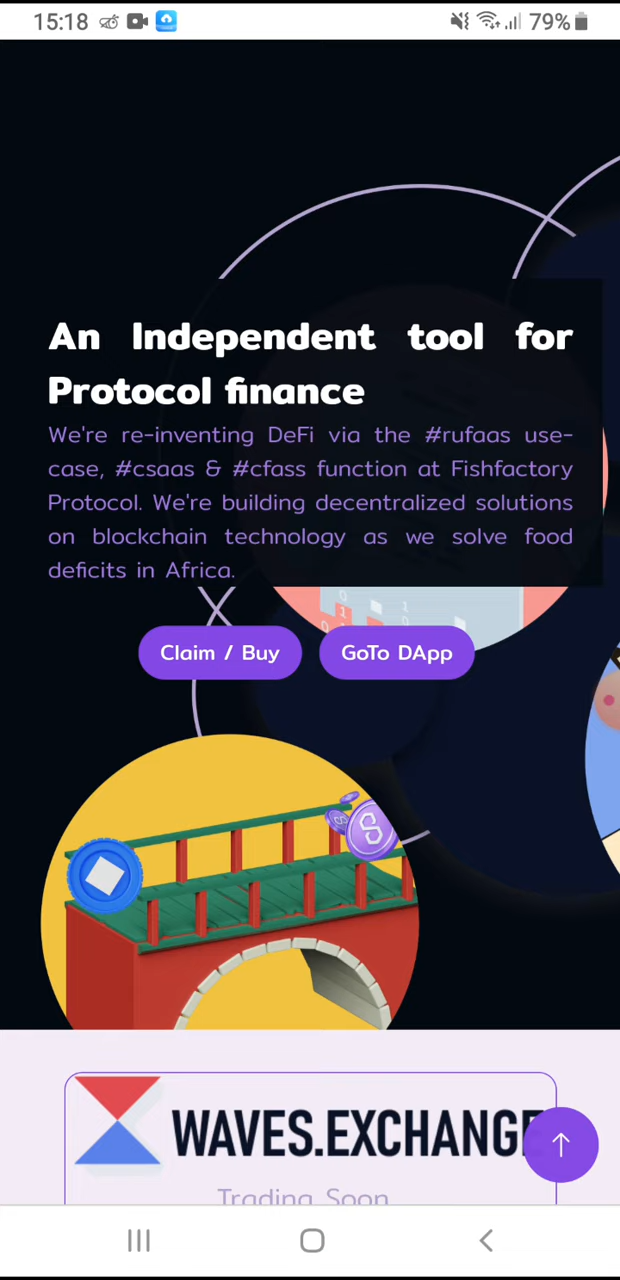 15:18
79%
An Independent tool for
Protocol finance
We're re-inventing DeFi via the #rufaas use-
case, #csaas & #cfass function at Fishfactory
Protocol. We're building decentralized solutions
on blockchain technology as we solve food
deficits in Africa.
Claim / Buy
GoTo DApp
WAVES.EXCHANGE
Trading Soon